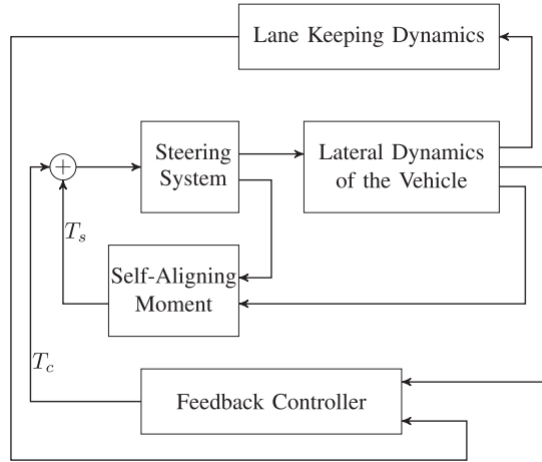 Lane Keeping Dynamics
+
Steering
System
Lateral Dynamics
of the Vehicle
T_s
Self-Aligning
Moment
T_c
Feedback Controller